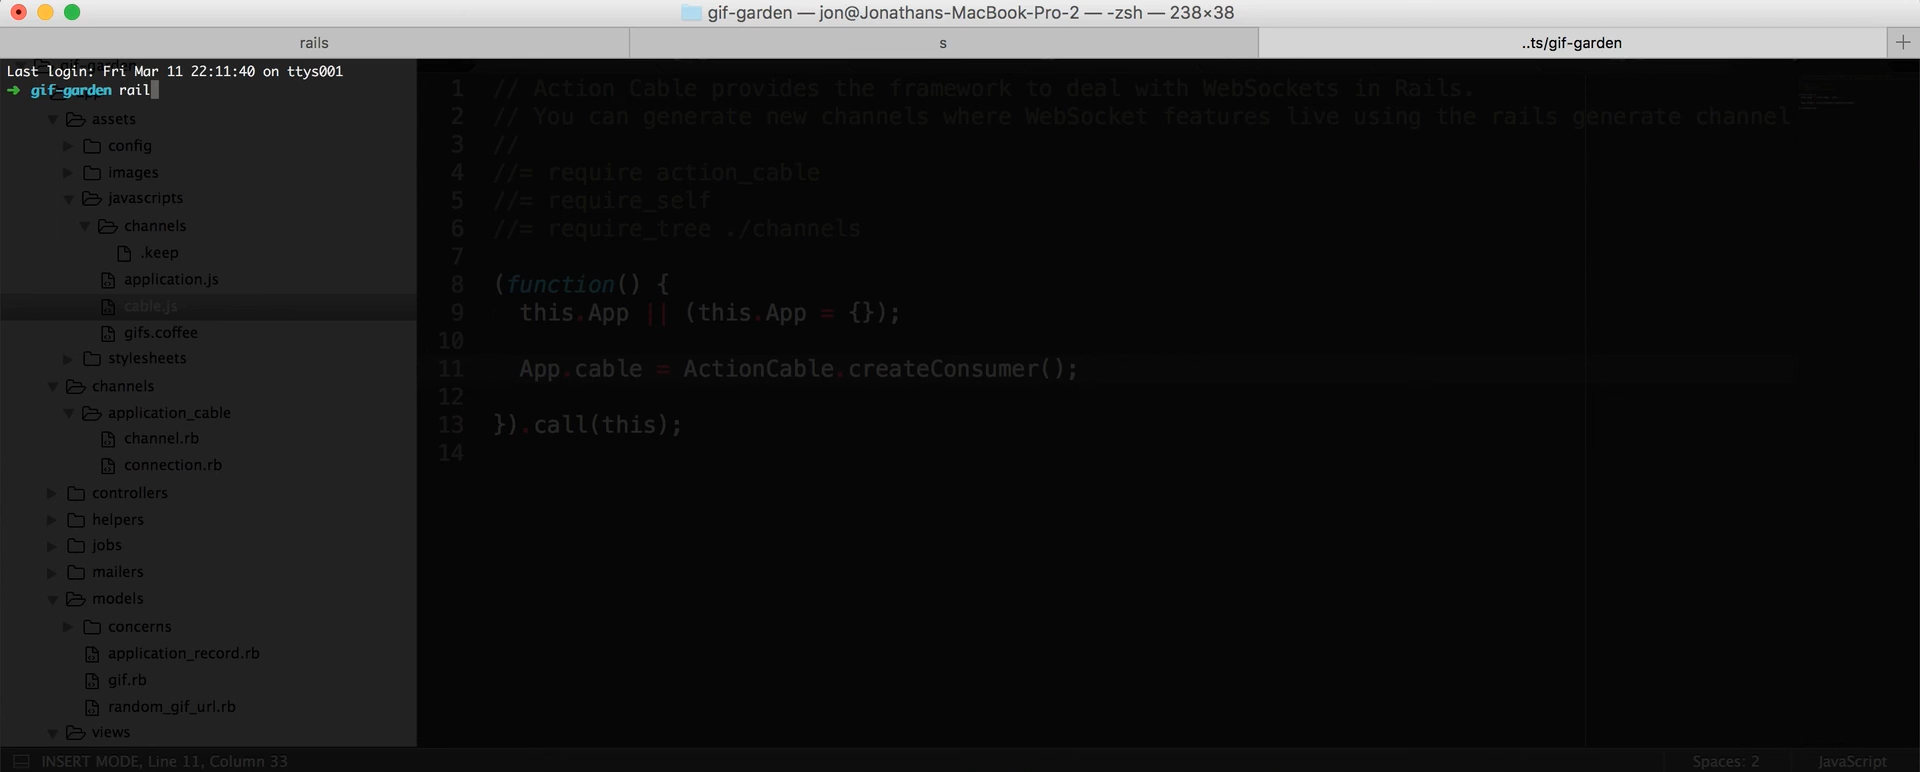 gif-garden — jon@Jonathans-MacBook-Pro-2 — -zsh — 238×38
rails
s
..ts/gif-garden
Last login: Fri Mar 11 22:11:40 on ttys001
➜ gif-garden rail
assets
config
images
javascripts
channels
.keep
application.js
cable.js
gifs.coffee
stylesheets
channels
application_cable
channel.rb
connection.rb
controllers
helpers
jobs
mailers
models
concerns
application_record.rb
gif.rb
random_gif_url.rb
views
1 // Action Cable provides the framework to deal with WebSockets in Rails.
2 // You can generate new channels where WebSocket features live using the rails generate channel
3 //
4 //= require action_cable
5 //= require_self
6 //= require_tree ./channels
7
8 (function() {
9 this.App || (this.App = {});
10
11 App.cable = ActionCable.createConsumer();
12
13 }).call(this);
14
INSERT MODE, Line 11, Column 33
Spaces: 2
JavaScript